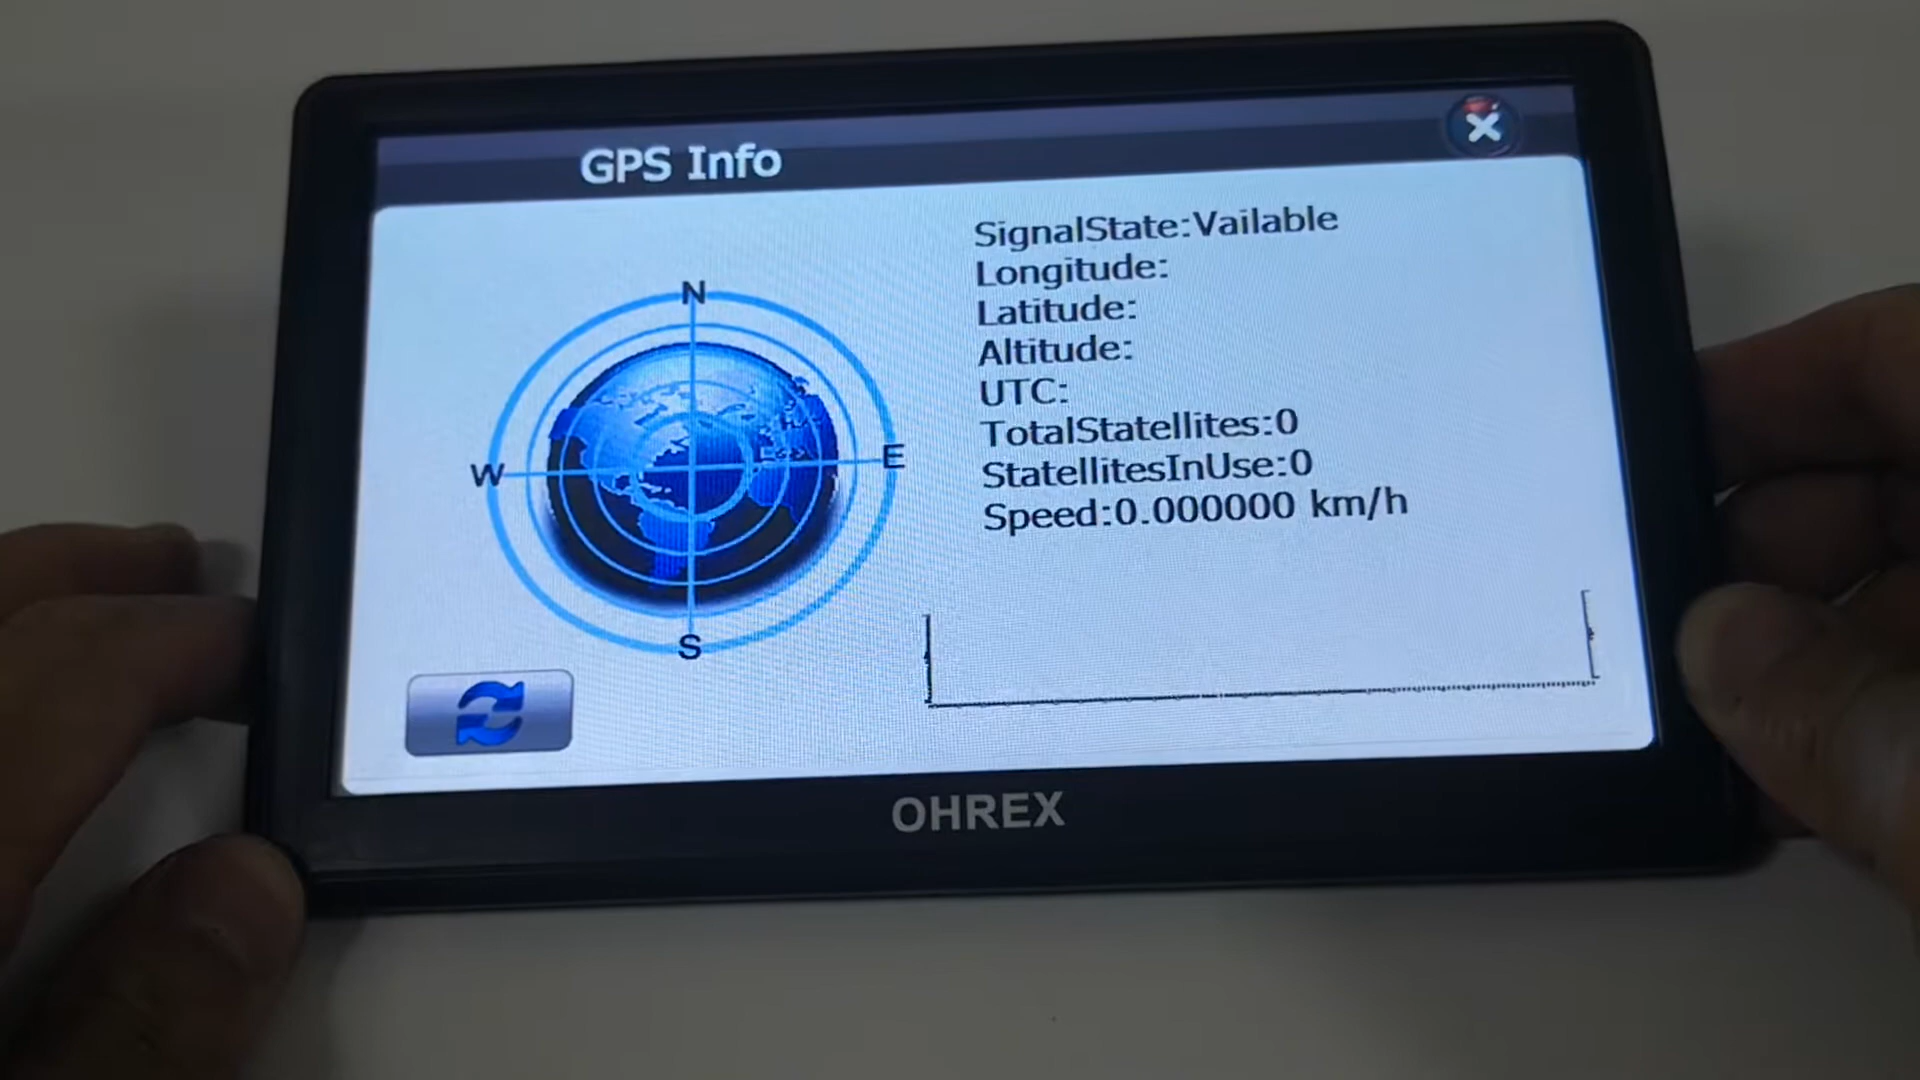 GPS Info
SignalState:Vailable
Longitude:
Latitude:
Altitude:
UTC:
TotalStatellites:0
StatellitesInUse:0
Speed:0.000000 km/h
N
W
E
S
OHREX